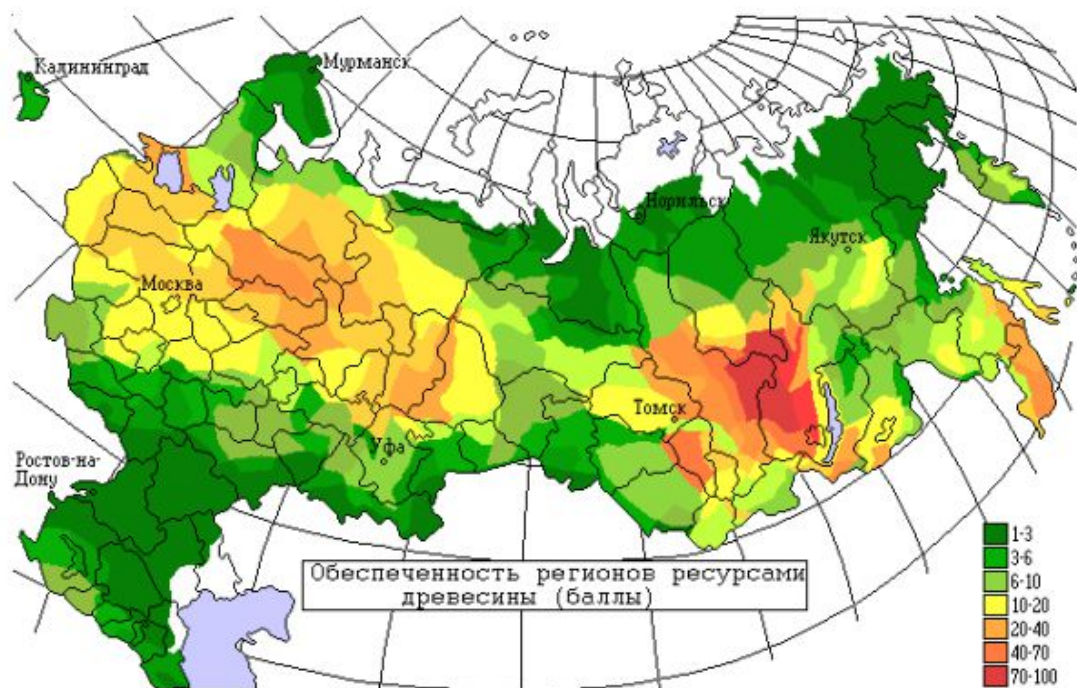 Калининград
Мурманск
Норильск
Якутск
Москва
Томск
Уфа
Ростов-на-
Дону
Обеспеченность регионов ресурсами
древесины (баллы)
1-3
3-6
6-10
10-20
20-40
40-70
70-100